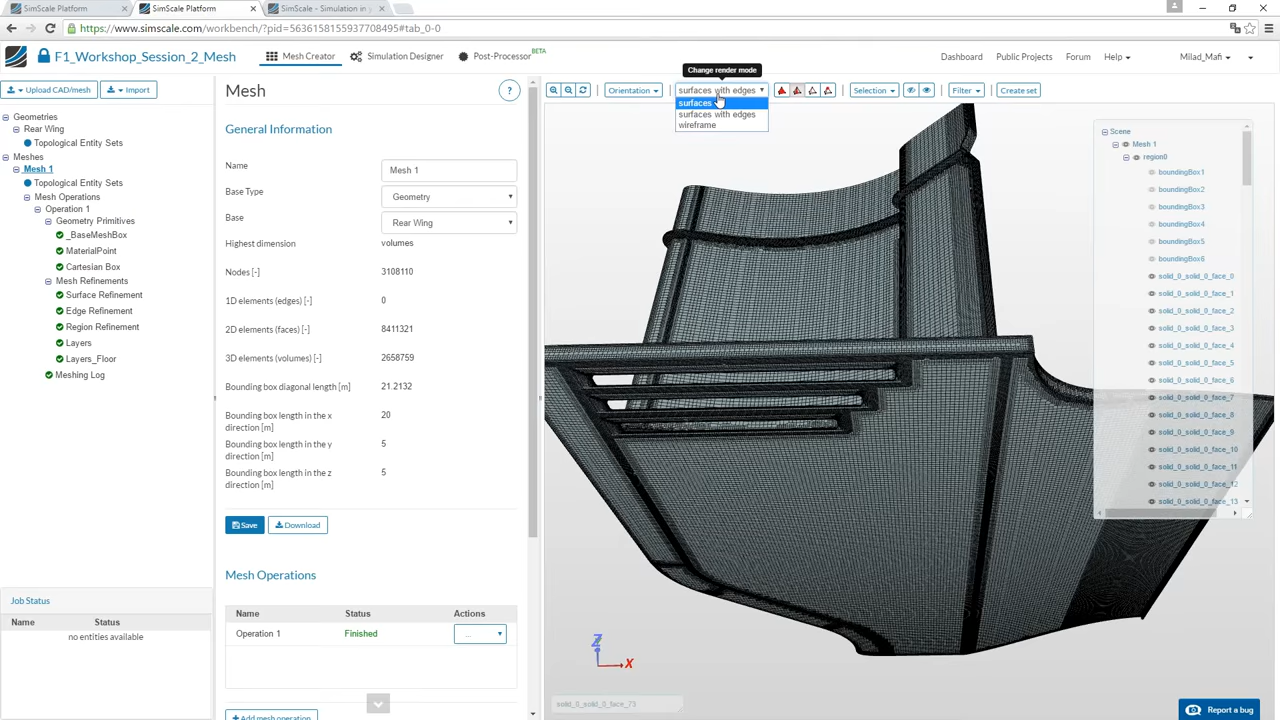 SimScale Platform
SimScale Platform
SimScale - Simulation in y
https://www.simscale.com/workbench/?pid=5636158155937708495#tab_0-0
F1_Workshop_Session_2_Mesh
Mesh Creator
Simulation Designer
Post-Processor
BETA
Dashboard
Public Projects
Forum
Help
Milad_Mafi
Upload CAD/mesh
Import
Geometries
Rear Wing
Topological Entity Sets
Meshes
Mesh 1
Topological Entity Sets
Mesh Operations
Operation 1
Geometry Primitives
_BaseMeshBox
MaterialPoint
Cartesian Box
Mesh Refinements
Surface Refinement
Edge Refinement
Region Refinement
Layers
Layers_Floor
Meshing Log
Job Status
Name Status
no entities available
Mesh
?
General Information
Name Mesh 1
Base Type Geometry
Base Rear Wing
Highest dimension volumes
Nodes [-] 3108110
1D elements (edges) [-] 0
2D elements (faces) [-] 8411321
3D elements (volumes) [-] 2658759
Bounding box diagonal length [m] 21.2132
Bounding box length in the x 20
direction [m]
Bounding box length in the y 5
direction [m]
Bounding box length in the z 5
direction [m]
Save
Download
Mesh Operations
Name Status Actions
Operation 1 Finished ...
Add mesh operation
Change render mode
Orientation
surfaces with edges
Selection
Filter
Create set
surfaces
surfaces with edges
wireframe
Scene
Mesh 1
region0
boundingBox1
boundingBox2
boundingBox3
boundingBox4
boundingBox5
boundingBox6
solid_0_solid_0_face_0
solid_0_solid_0_face_1
solid_0_solid_0_face_2
solid_0_solid_0_face_3
solid_0_solid_0_face_4
solid_0_solid_0_face_5
solid_0_solid_0_face_6
solid_0_solid_0_face_7
solid_0_solid_0_face_8
solid_0_solid_0_face_9
solid_0_solid_0_face_10
solid_0_solid_0_face_11
solid_0_solid_0_face_12
solid_0_solid_0_face_13
Z
X
solid_0_solid_0_face_73
Report a bug